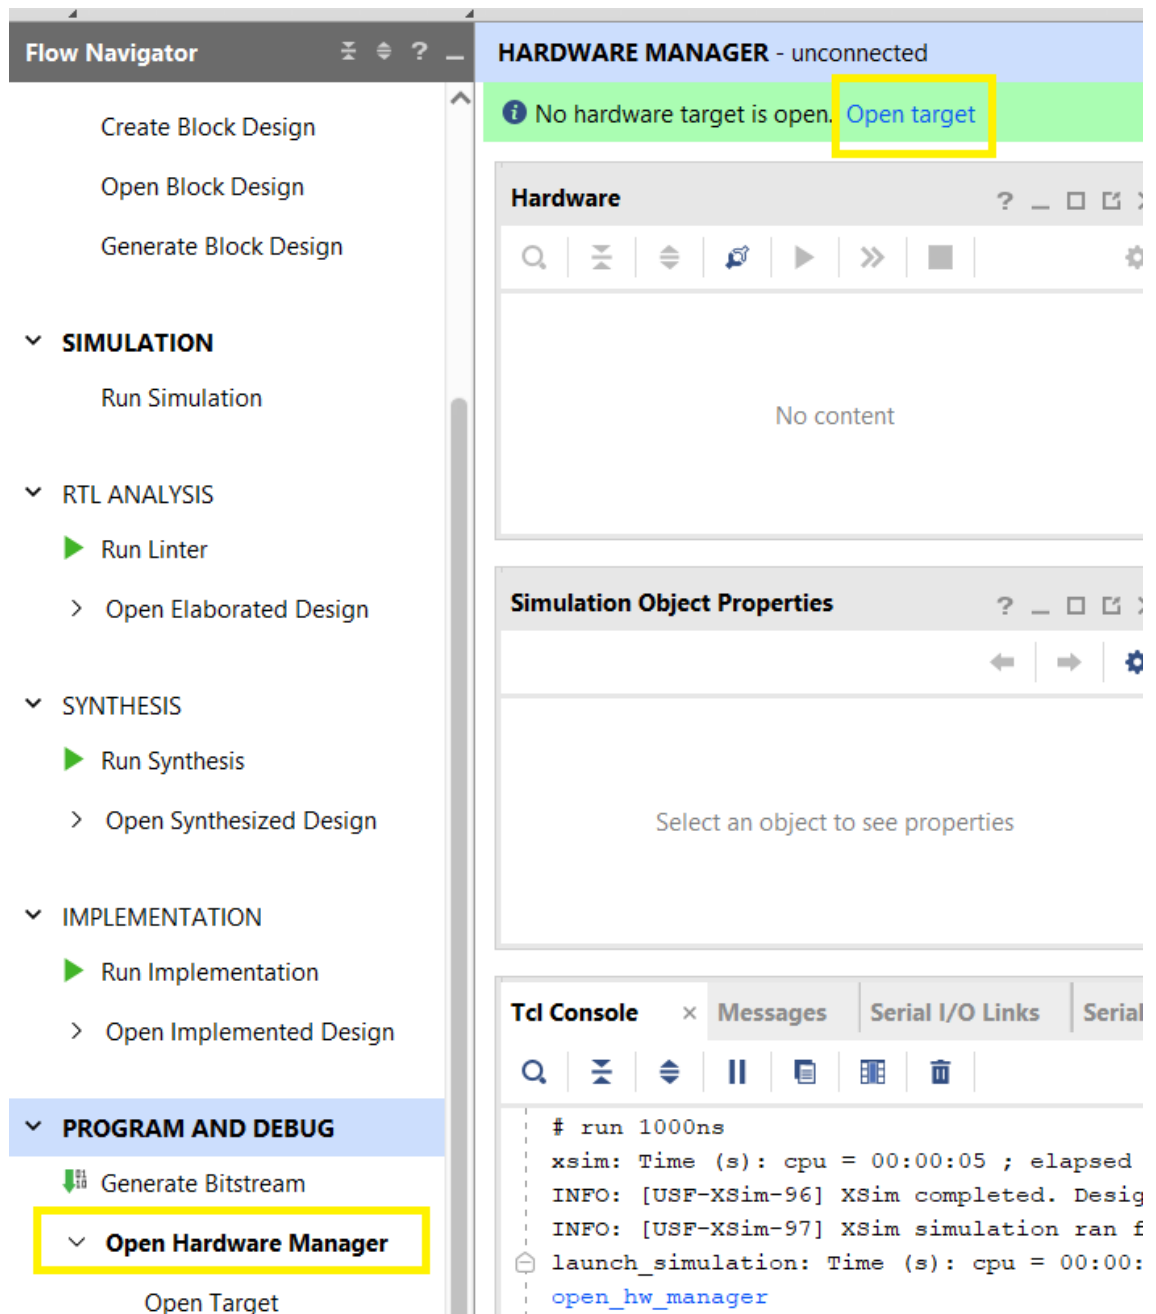 Flow Navigator
Create Block Design
Open Block Design
Generate Block Design
SIMULATION
Run Simulation
RTL ANALYSIS
Run Linter
Open Elaborated Design
SYNTHESIS
Run Synthesis
Open Synthesized Design
IMPLEMENTATION
Run Implementation
Open Implemented Design
PROGRAM AND DEBUG
Generate Bitstream
Open Hardware Manager
Open Target
HARDWARE MANAGER - unconnected
No hardware target is open. Open target
Hardware
No content
Simulation Object Properties
Select an object to see properties
Tcl Console Messages Serial I/O Links Serial
# run 1000ns
xsim: Time (s): cpu = 00:00:05 ; elapsed
INFO: [USF-XSim-96] XSim completed. Desig
INFO: [USF-XSim-97] XSim simulation ran f
launch_simulation: Time (s): cpu = 00:00:
open_hw_manager